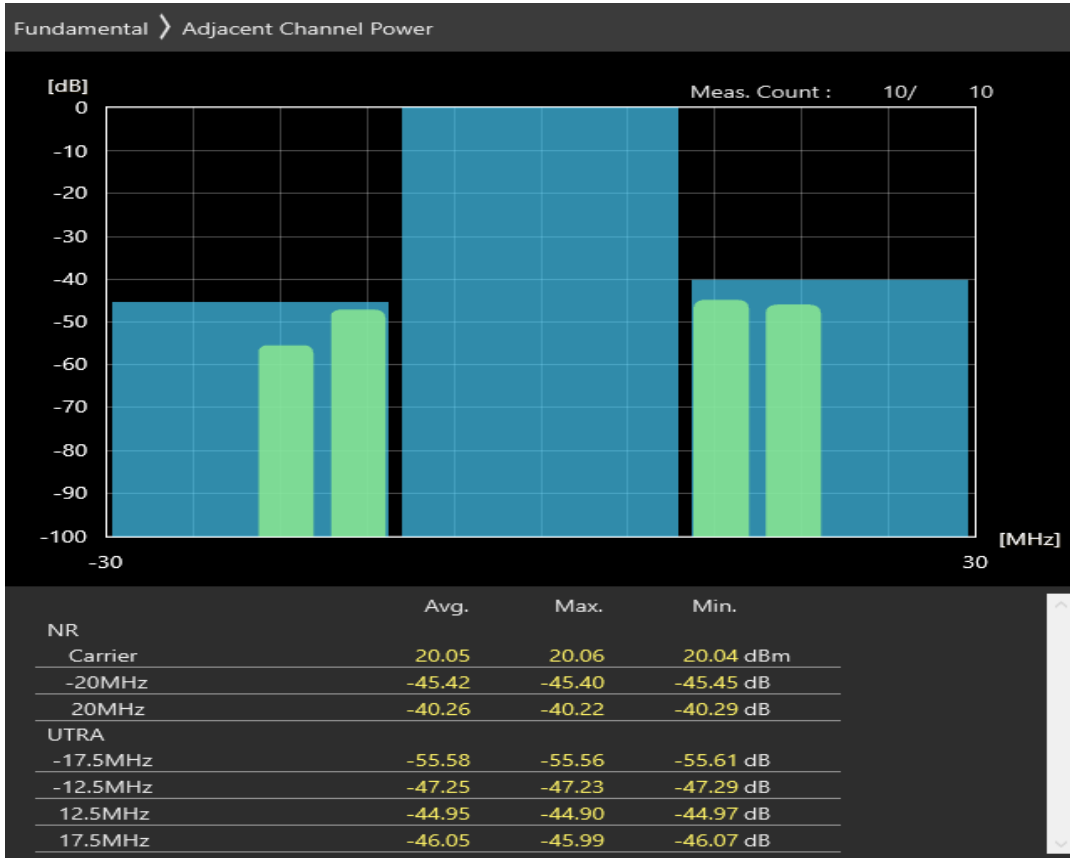 Fundamental 〉 Adjacent Channel Power
[dB]
Meas. Count : 10/ 10
0
-10
-20
-30
-40
-50
-60
-70
-80
-90
-100
[MHz]
-30 30
Avg. Max. Min.
NR
Carrier 20.05 20.06 20.04 dBm
-20MHz -45.42 -45.40 -45.45 dB
20MHz -40.26 -40.22 -40.29 dB
UTRA
-17.5MHz -55.58 -55.56 -55.61 dB
-12.5MHz -47.25 -47.23 -47.29 dB
12.5MHz -44.95 -44.90 -44.97 dB
17.5MHz -46.05 -45.99 -46.07 dB